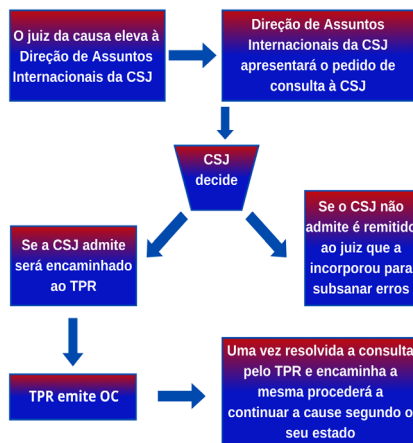 O juiz da causa eleva à
Direção de Assuntos
Internacionais da CSJ
Direção de Assuntos
Internacionais da CSJ
apresentará o pedido de
consulta à CSJ
CSJ
decide
Se a CSJ admite
será encaminhado
ao TPR
Se o CSJ não
admite é remitido
ao juiz que a
incorporou para
subsanar erros
TPR emite OC
Uma vez resolvida a consulta
pelo TPR e encaminha a
mesma procederá a
continuar a cause segundo o
seu estado